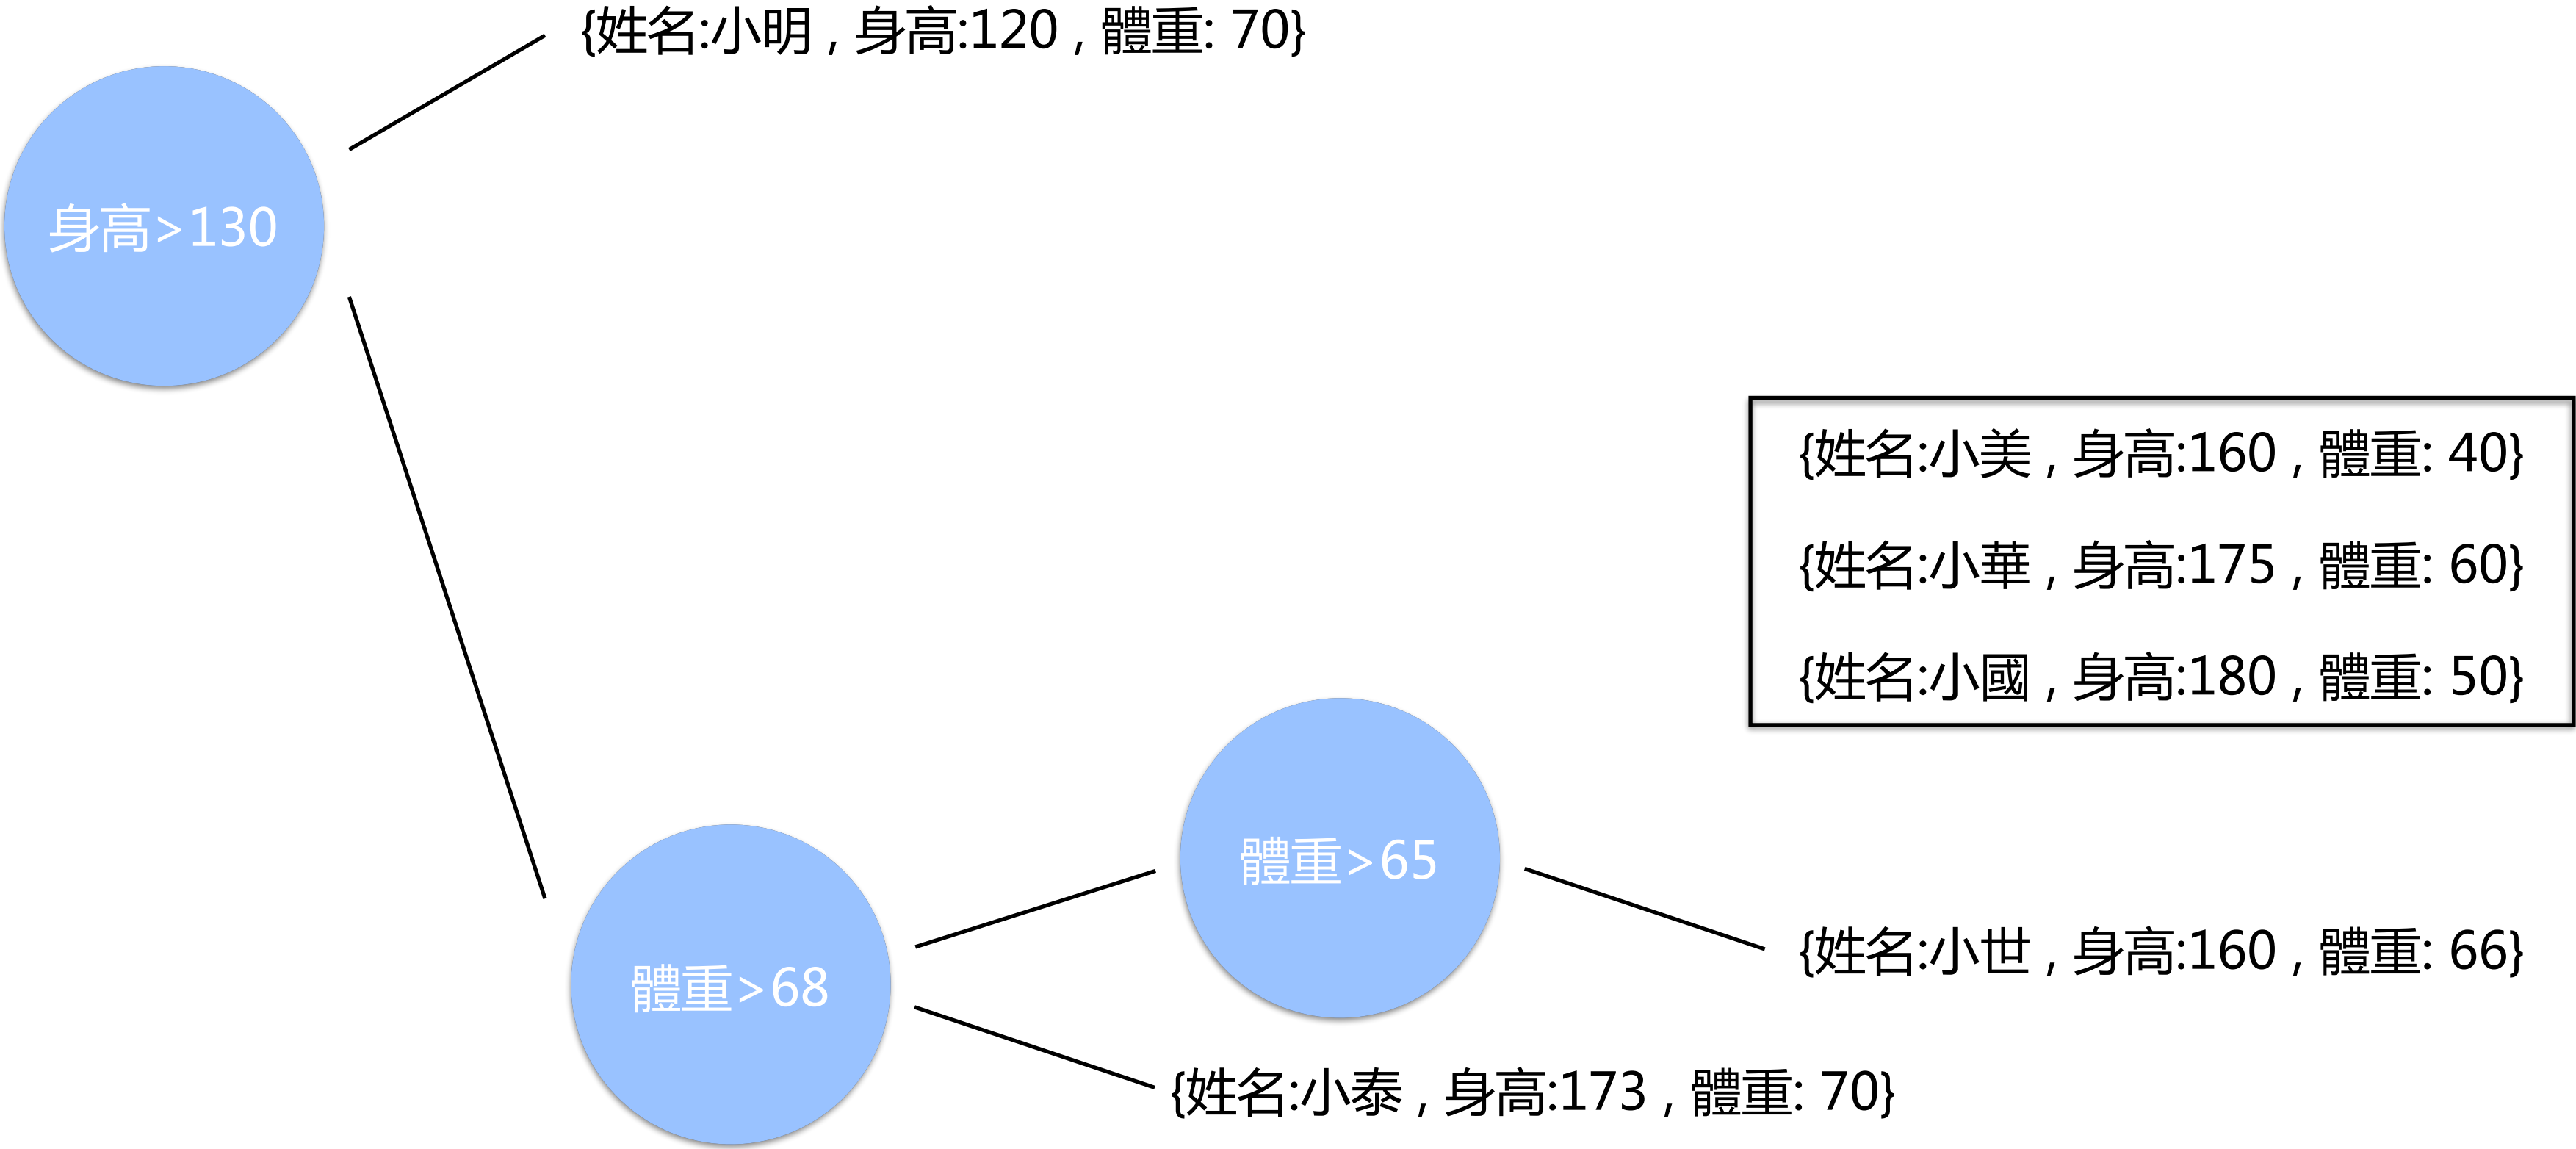 {姓名:小明 , 身高:120 , 體重: 70}
身高>130
{姓名:小美 , 身高:160 , 體重: 40}
{姓名:小華 , 身高:175 , 體重: 60}
{姓名:小國 , 身高:180 , 體重: 50}
體重>65
{姓名:小世 , 身高:160 , 體重: 66}
體重>68
{姓名:小泰 , 身高:173 , 體重: 70}